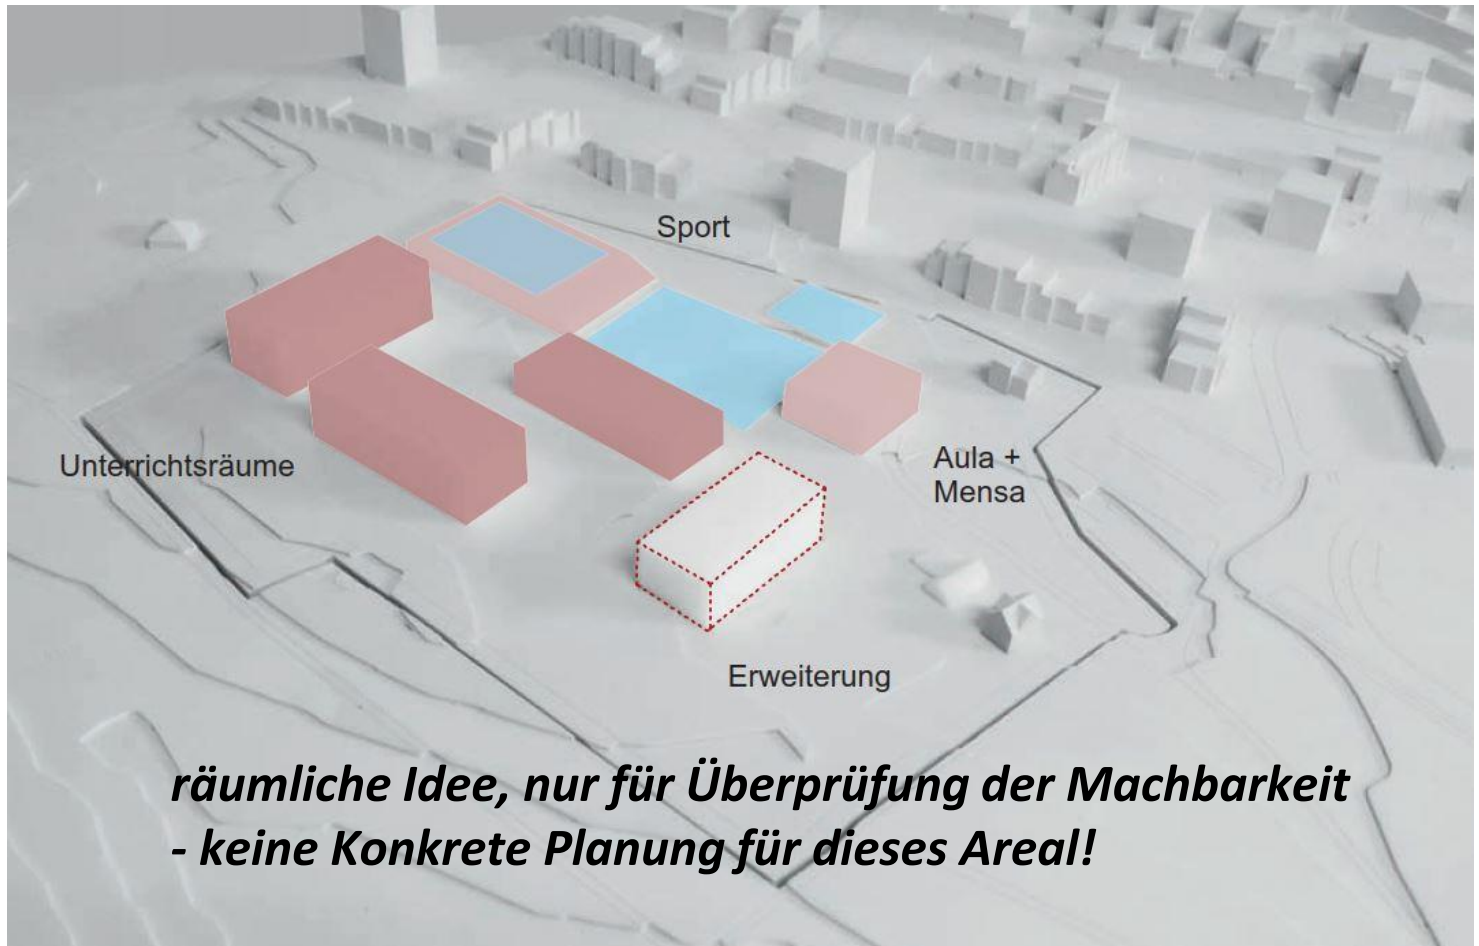 Sport
Unterrichtsräume
Aula +
Mensa
Erweiterung
räumliche Idee, nur für Überprüfung der Machbarkeit
- keine Konkrete Planung für dieses Areal!